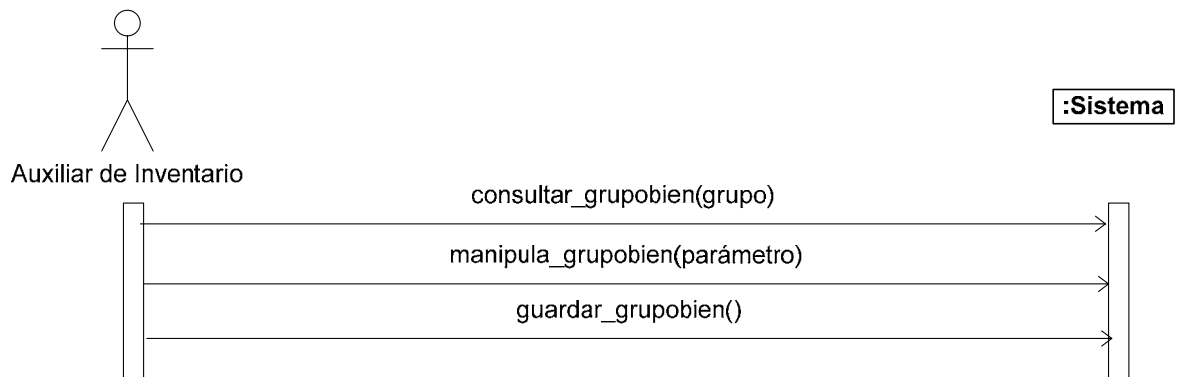 :Sistema
Auxiliar de Inventario
consultar_grupobien(grupo)
manipula_grupobien(parámetro)
guardar_grupobien()